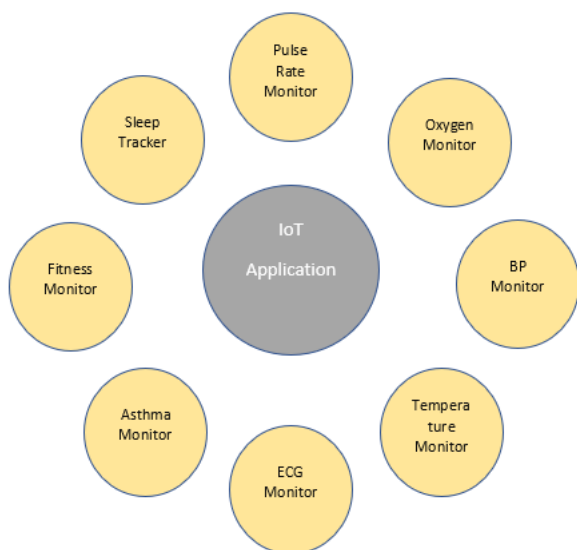 Pulse
Rate
Monitor
Sleep
Tracker
Oxygen
Monitor
IoT
Application
Fitness
Monitor
BP
Monitor
Asthma
Monitor
Tempera
ture
Monitor
ECG
Monitor